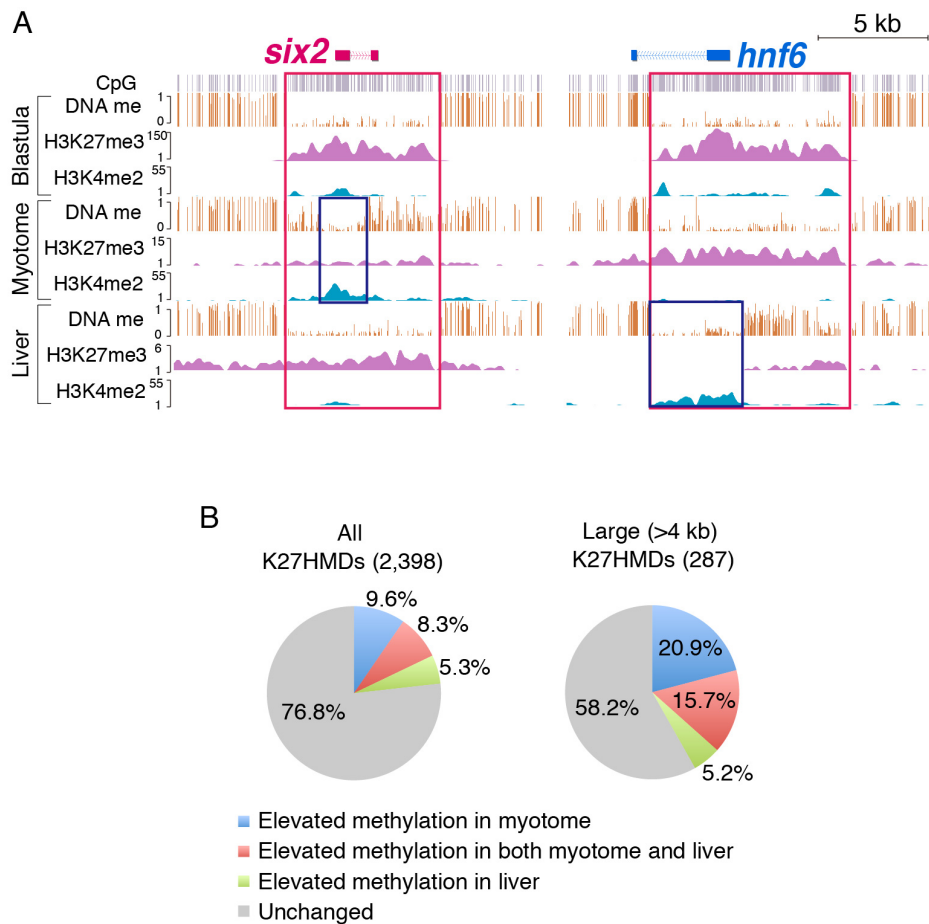 A
5 kb
six2
hnf6
CpG
Blastula
DNA me
1
0
H3K27me3
150
1
H3K4me2
55
1
Myotome
DNA me
1
0
H3K27me3
15
1
H3K4me2
55
1
Liver
DNA me
1
0
H3K27me3
6
1
H3K4me2
55
1
B
All
K27HMDs (2,398)
9.6%
8.3%
5.3%
76.8%
Large (>4 kb)
K27HMDs (287)
20.9%
15.7%
5.2%
58.2%
Elevated methylation in myotome
Elevated methylation in both myotome and liver
Elevated methylation in liver
Unchanged